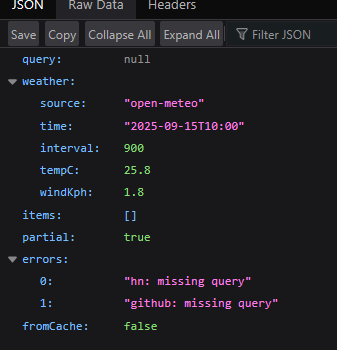 JSON Raw Data Headers
Save Copy Collapse All Expand All Filter JSON
query: null
weather:
source: "open-meteo"
time: "2025-09-15T10:00"
interval: 900
tempC: 25.8
windKph: 1.8
items: []
partial: true
errors:
0: "hn: missing query"
1: "github: missing query"
fromCache: false